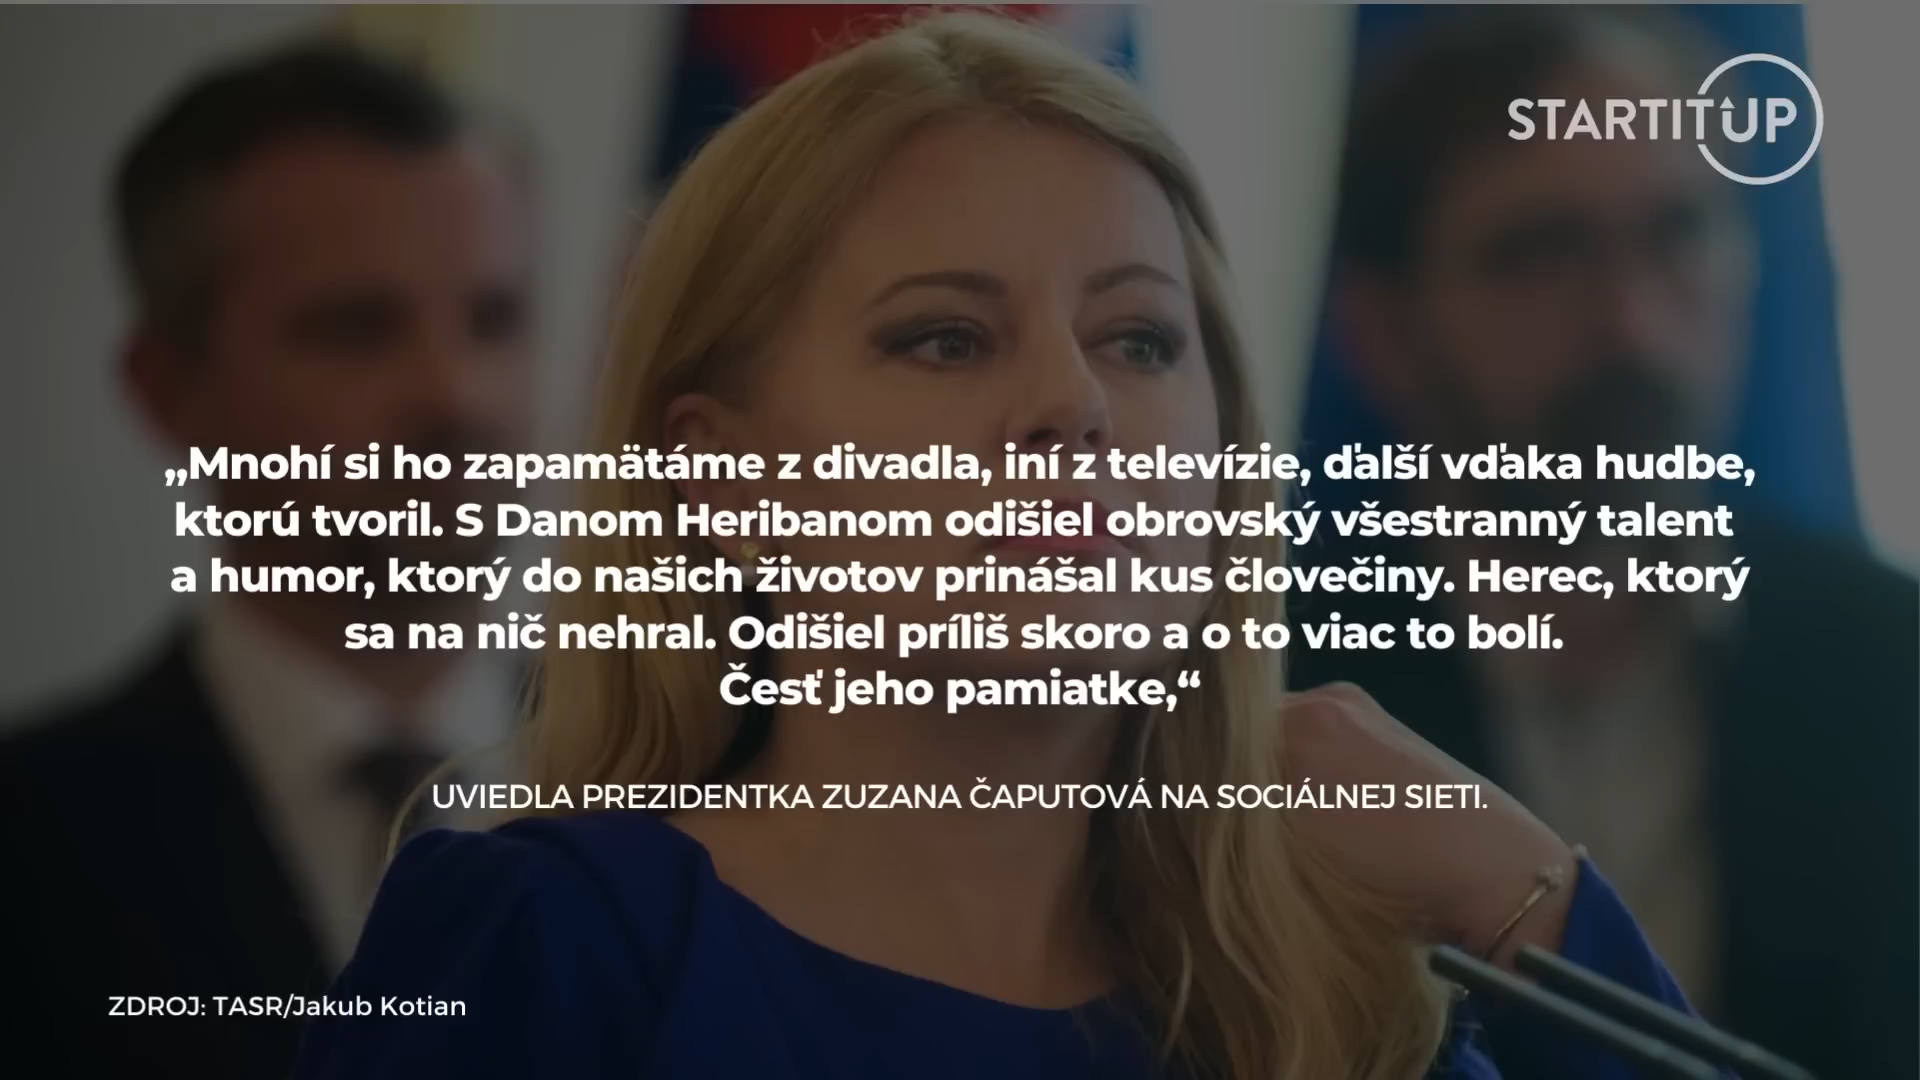 STARTITUP
„Mnohí si ho zapamätáme z divadla, iní z televízie, ďalší vďaka hudbe,
ktorú tvoril. S Danom Heribanom odišiel obrovský všestranný talent
a humor, ktorý do našich životov prinášal kus človečiny. Herec, ktorý
sa na nič nehral. Odišiel príliš skoro a o to viac to bolí.
Česť jeho pamiatke,“
UVIEDLA PREZIDENTKA ZUZANA ČAPUTOVÁ NA SOCIÁLNEJ SIETI.
ZDROJ: TASR/Jakub Kotian